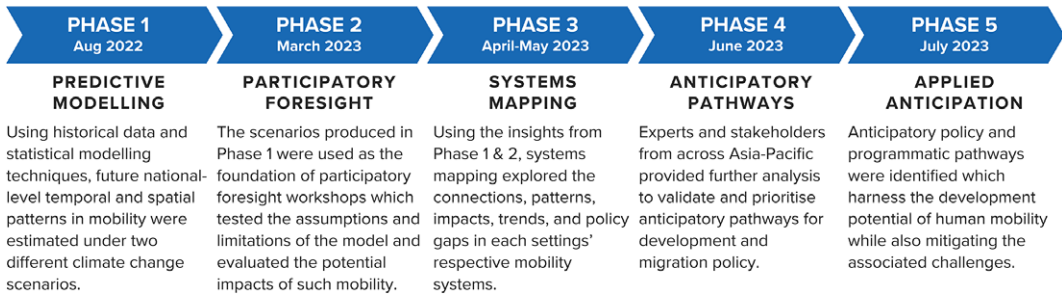 PHASE 1
Aug 2022
PREDICTIVE
MODELLING
Using historical data and
statistical modelling
techniques, future national-
level temporal and spatial
patterns in mobility were
estimated under two
different climate change
scenarios.
PHASE 2
March 2023
PARTICIPATORY
FORESIGHT
The scenarios produced in
Phase 1 were used as the
foundation of participatory
foresight workshops which
tested the assumptions and
limitations of the model and
evaluated the potential
impacts of such mobility.
PHASE 3
April-May 2023
SYSTEMS
MAPPING
Using the insights from
Phase 1 & 2, systems
mapping explored the
connections, patterns,
impacts, trends, and policy
gaps in each settings'
respective mobility
systems.
PHASE 4
June 2023
ANTICIPATORY
PATHWAYS
Experts and stakeholders
from across Asia-Pacific
provided further analysis
to validate and prioritise
anticipatory pathways for
development and
migration policy.
PHASE 5
July 2023
APPLIED
ANTICIPATION
Anticipatory policy and
programmatic pathways
were identified which
harness the development
potential of human mobility
while also mitigating the
associated challenges.